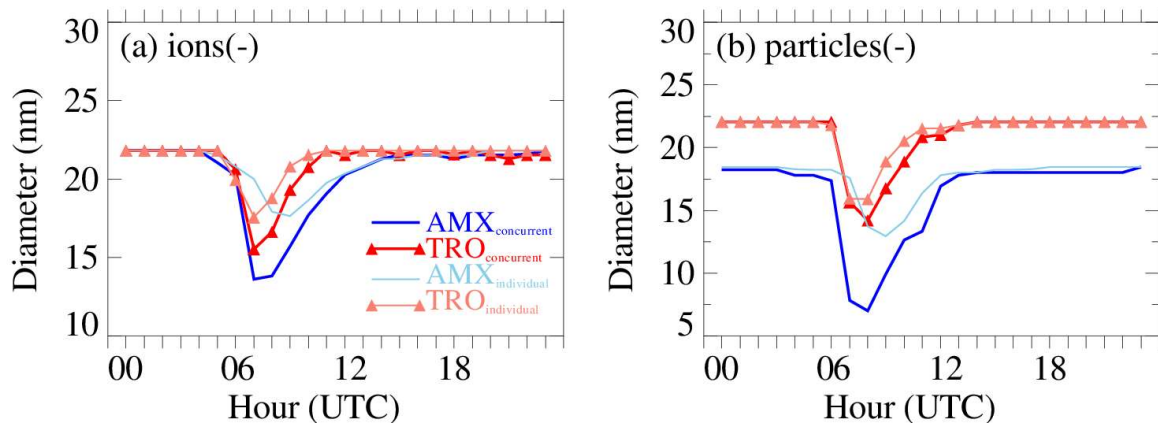 (a) ions(-)
Diameter (nm)
30
25
20
15
10
00
06
12
18
Hour (UTC)
AMXconcurrent
TROconcurrent
AMXindividual
TROindividual
(b) particles(-)
Diameter (nm)
30
25
20
15
10
5
00
06
12
18
Hour (UTC)